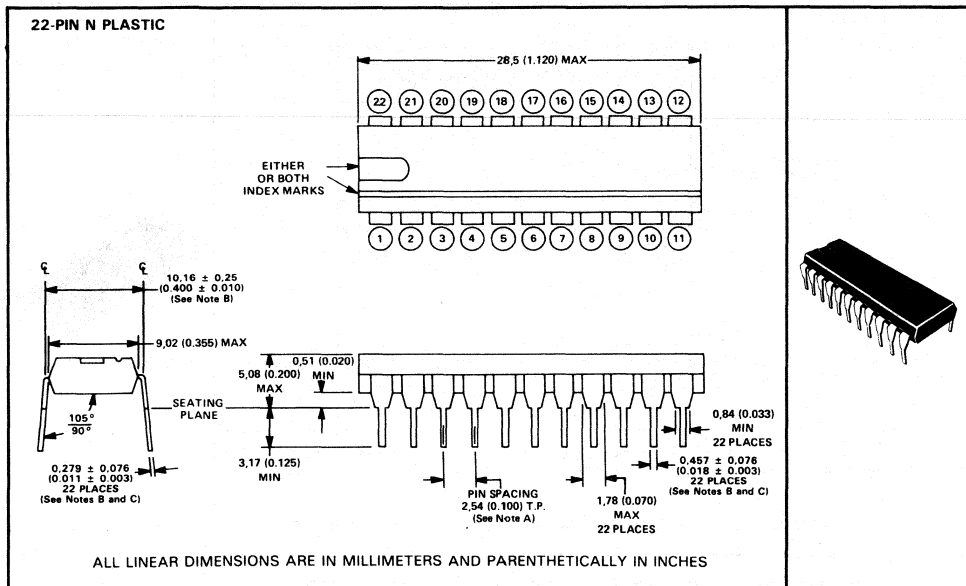 22-PIN N PLASTIC
28,5 (1.120) MAX
22 21 20 19 18 17 16 15 14 13 12
EITHER
OR BOTH
INDEX MARKS
1 2 3 4 5 6 7 8 9 10 11
℄ ℄
10,16 ± 0,25
(0.400 ± 0.010)
(See Note B)
9,02 (0.355) MAX
105°
90°
0,279 ± 0,076
(0.011 ± 0.003)
22 PLACES
(See Notes B and C)
5,08 (0.200)
MAX
0,51 (0.020)
MIN
SEATING
PLANE
3,17 (0.125)
MIN
PIN SPACING
2,54 (0.100) T.P.
(See Note A)
1,78 (0.070)
MAX
22 PLACES
0,84 (0.033)
MIN
22 PLACES
0,457 ± 0,076
(0.018 ± 0.003)
22 PLACES
(See Notes B and C)
ALL LINEAR DIMENSIONS ARE IN MILLIMETERS AND PARENTHETICALLY IN INCHES